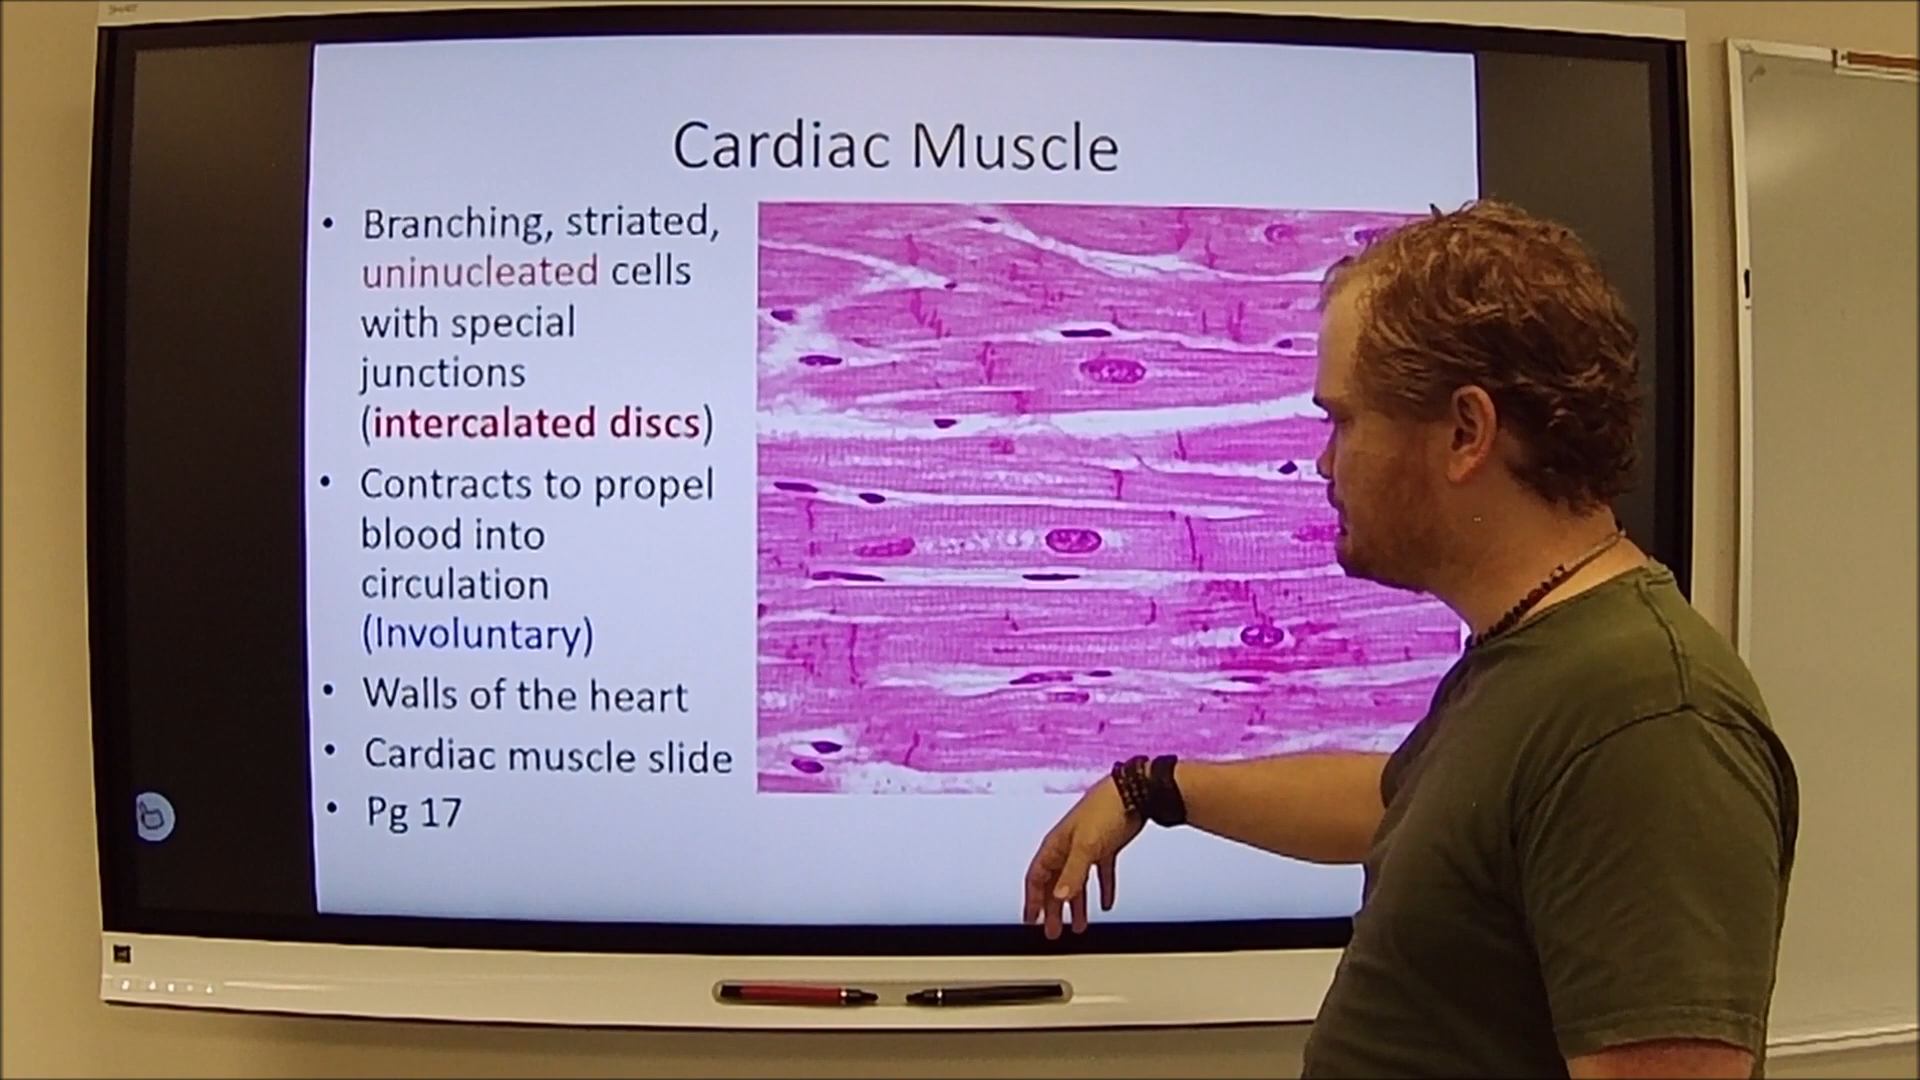 SMART
Cardiac Muscle
• Branching, striated,
uninucleated cells
with special
junctions
(intercalated discs)
• Contracts to propel
blood into
circulation
(Involuntary)
• Walls of the heart
• Cardiac muscle slide
• Pg 17